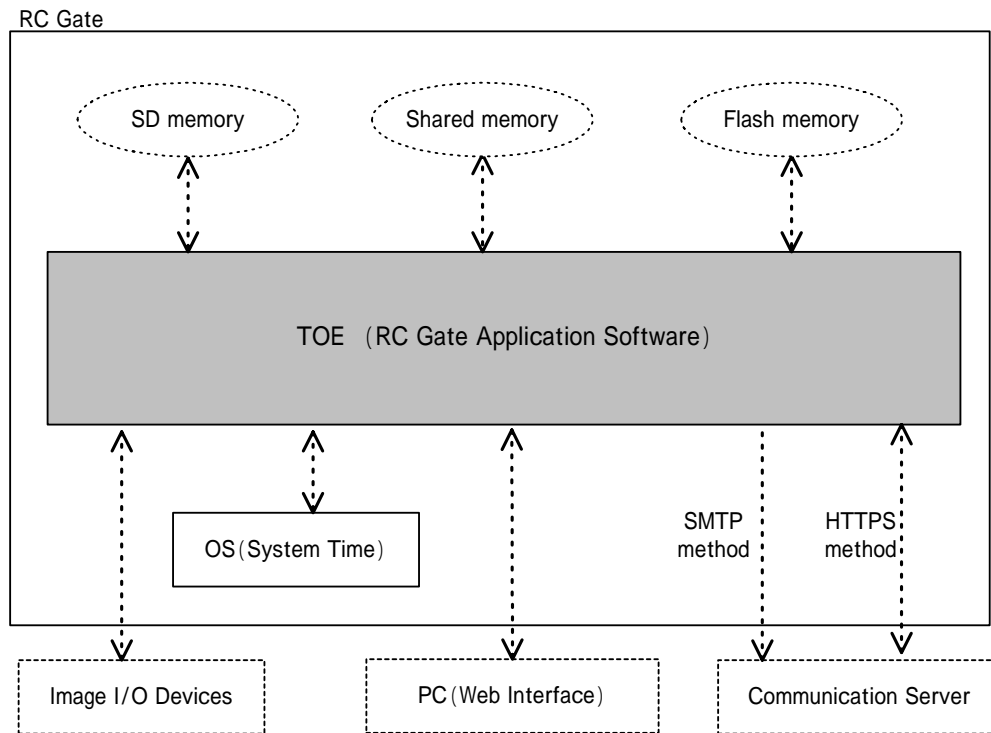 RC Gate
SD memory
Shared memory
Flash memory
TOE (RC Gate Application Software)
OS(System Time)
SMTP
method
HTTPS
method
Image I/O Devices
PC(Web Interface)
Communication Server